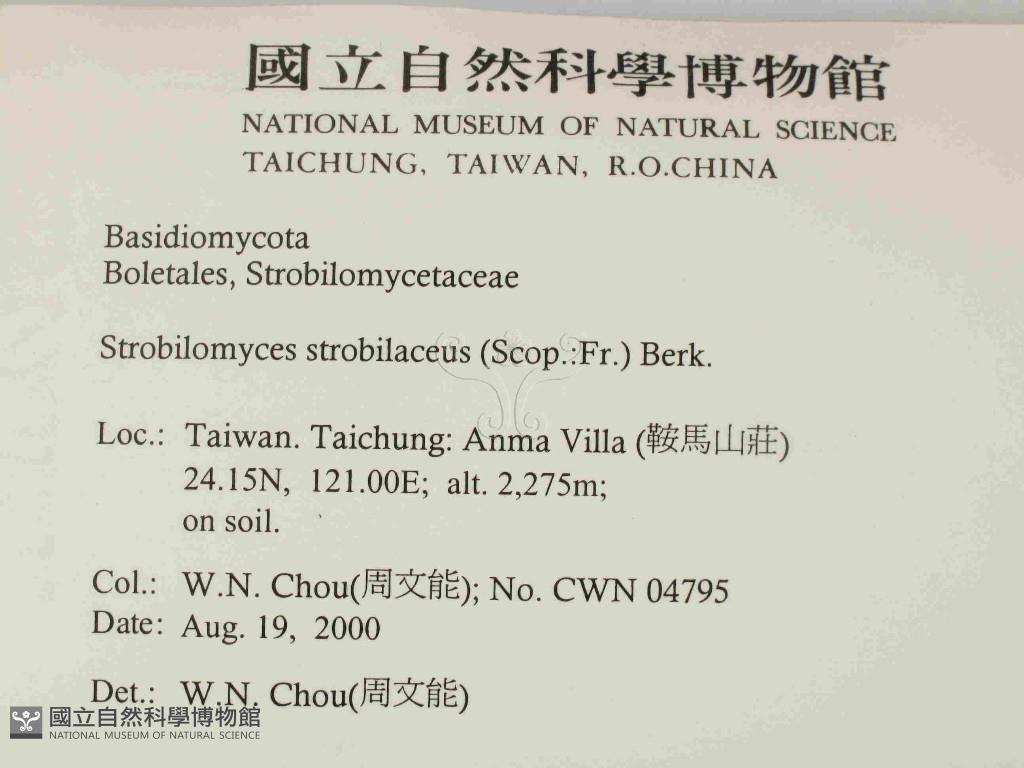 國立自然科學博物館
NATIONAL MUSEUM OF NATURAL SCIENCE
TAICHUNG, TAIWAN, R.O.CHINA
Basidiomycota
Boletales, Strobilomycetaceae
Strobilomyces strobilaceus (Scop.:Fr.) Berk.
Loc.: Taiwan. Taichung: Anma Villa (鞍馬山莊)
24.15N, 121.00E; alt. 2,275m;
on soil.
Col.: W.N. Chou(周文能); No. CWN 04795
Date: Aug. 19, 2000
Det.: W.N. Chou(周文能)
國立自然科學博物館
NATIONAL MUSEUM OF NATURAL SCIENCE